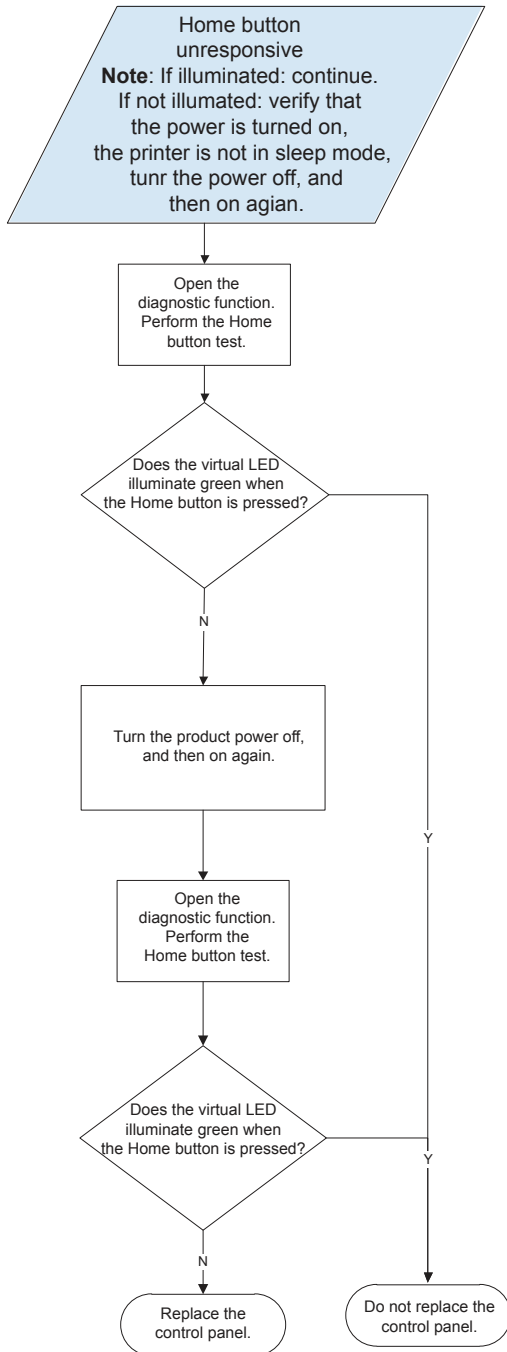 Home button
unresponsive
Note: If illuminated: continue.
If not illumated: verify that
the power is turned on,
the printer is not in sleep mode,
tunr the power off, and
then on agian.
Open the
diagnostic function.
Perform the Home
button test.
Does the virtual LED
illuminate green when
the Home button is pressed?
N
Turn the product power off,
and then on again.
Y
Open the
diagnostic function.
Perform the
Home button test.
Does the virtual LED
illuminate green when
the Home button is pressed?
Y
N
Replace the
control panel.
Do not replace the
control panel.